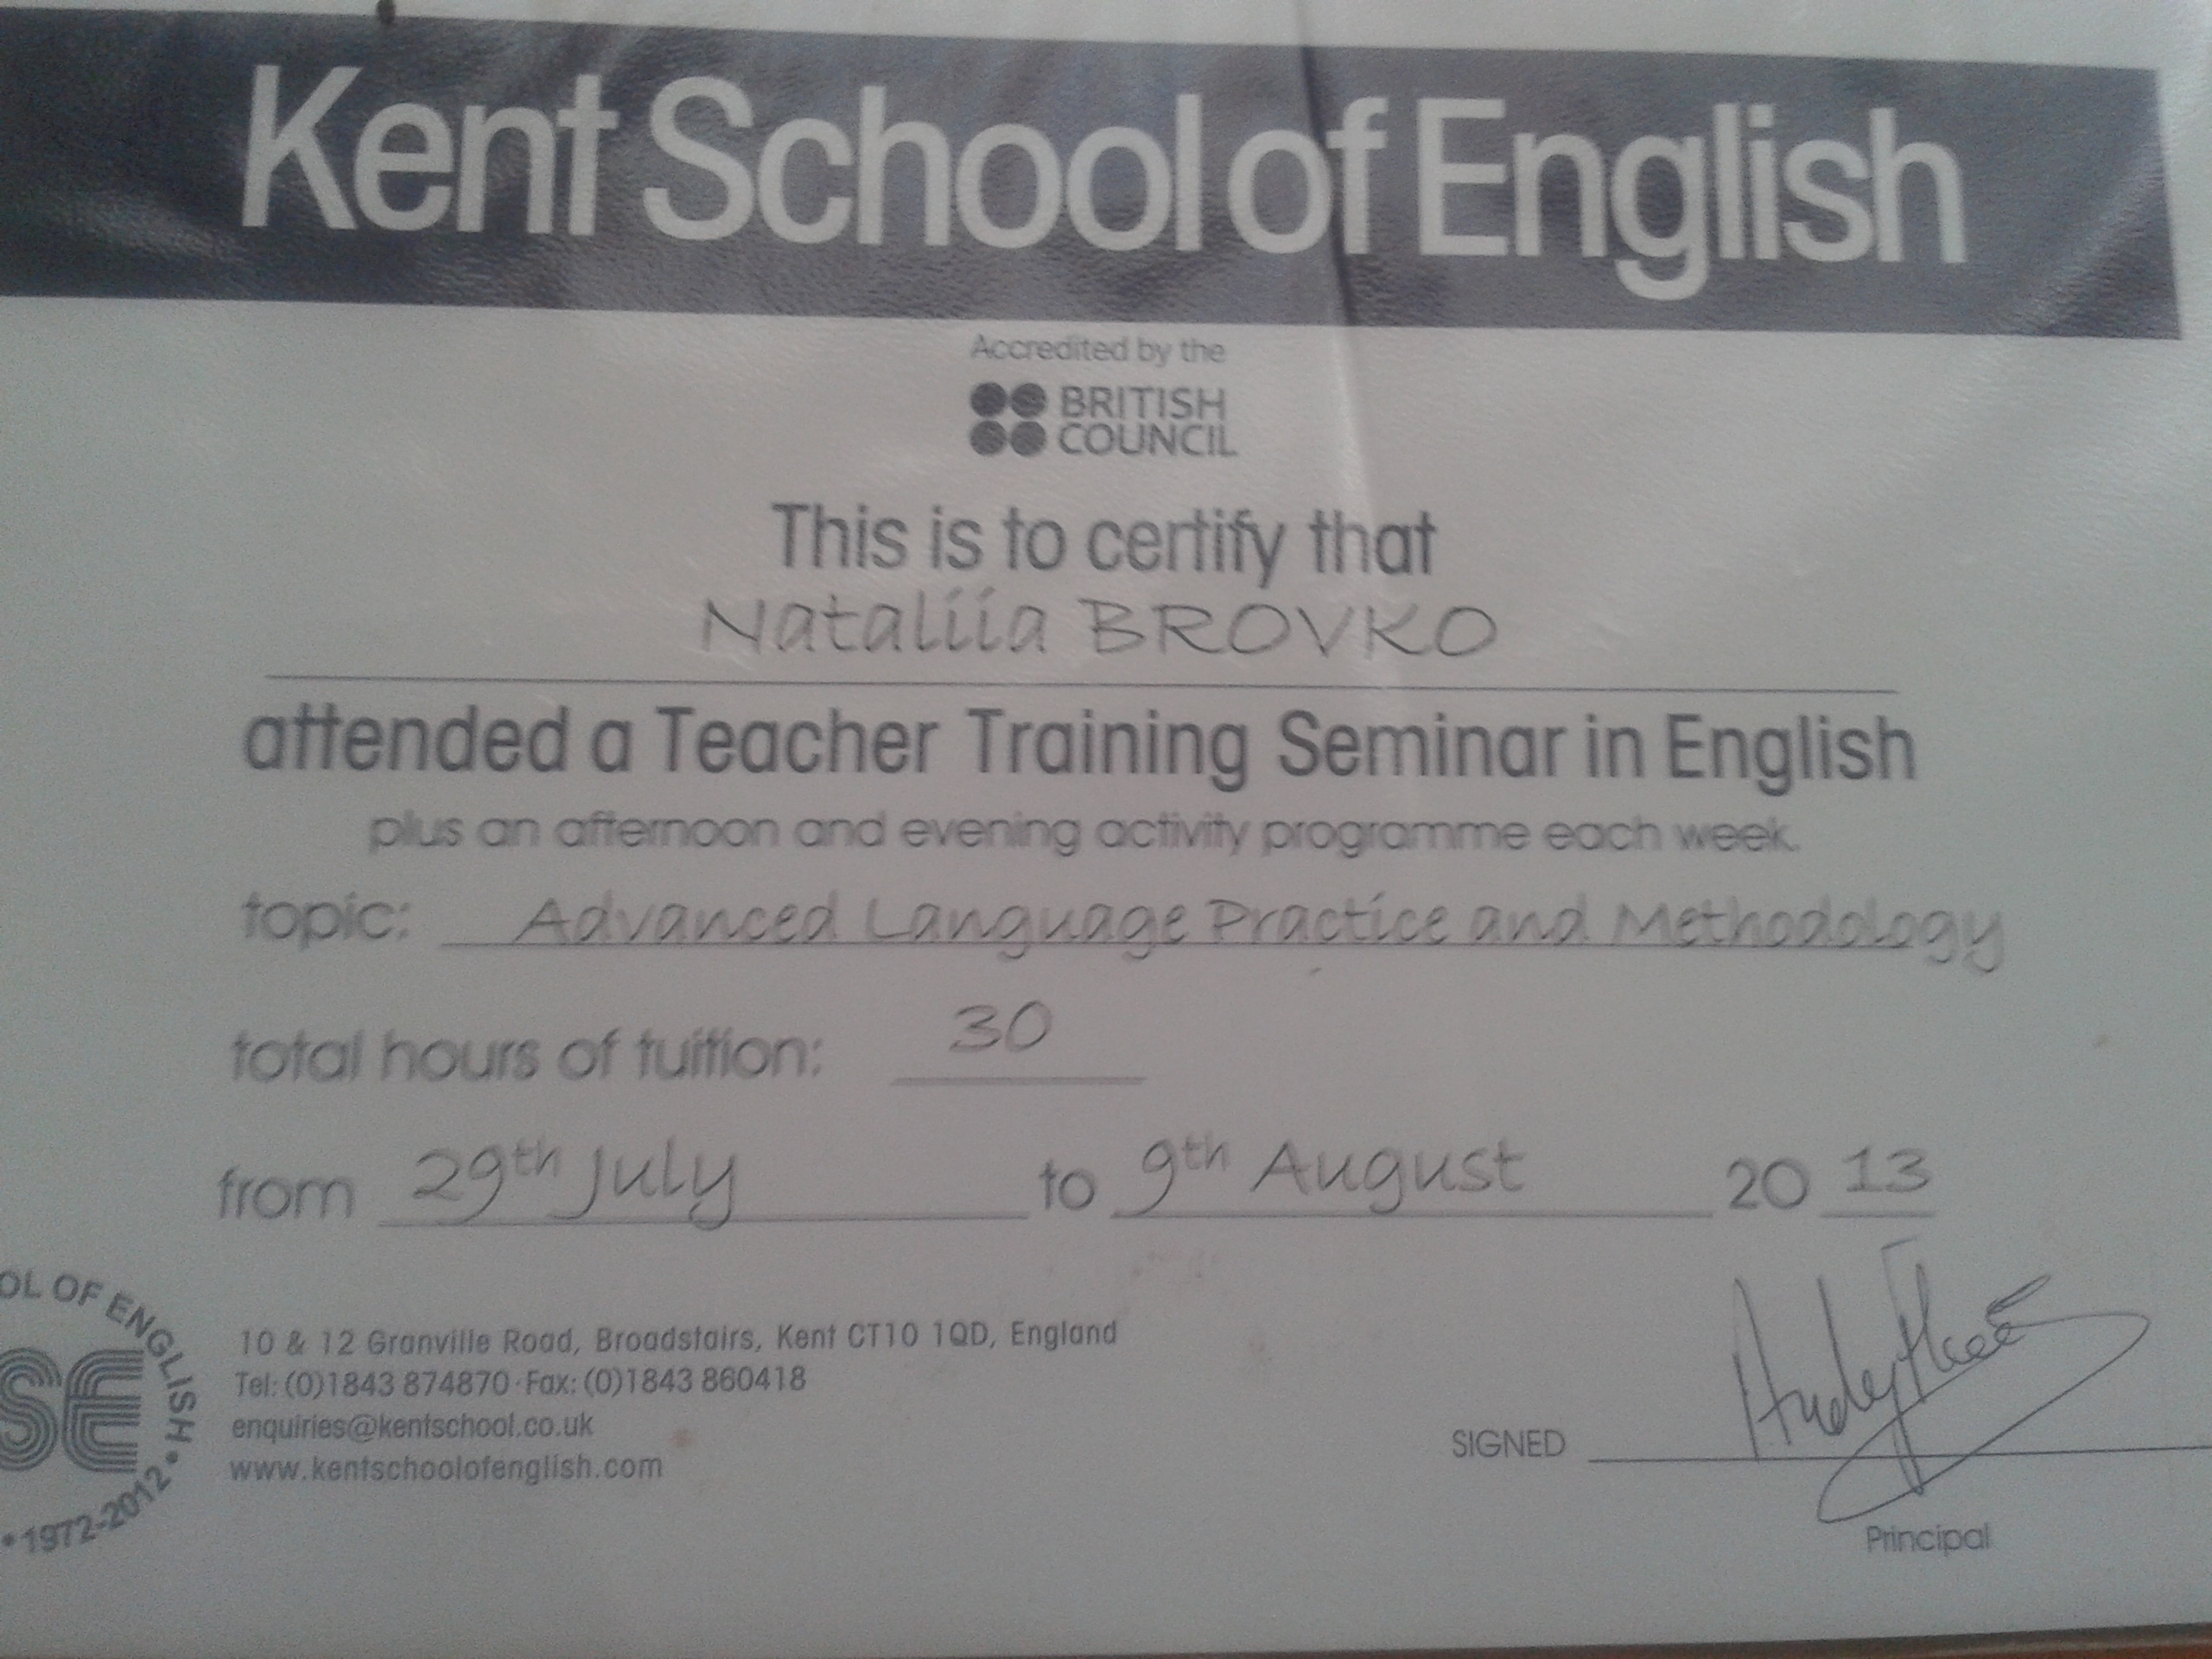 Kent School of English
Accredited by the
BRITISH
COUNCIL
This is to certify that
Nataliia BROVKO
attended a Teacher Training Seminar in English
plus an afternoon and evening activity programme each week.
topic: Advanced Language Practice and Methodology
total hours of tuition: 30
from 29th July to 9th August 20 13
OL OF ENGLISH •
SE
• 1972-2012 •
10 & 12 Granville Road, Broadstairs, Kent CT10 1QD, England
Tel: (0)1843 874870 · Fax: (0)1843 860418
enquiries@kentschool.co.uk
www.kentschoolofenglish.com
SIGNED
Principal